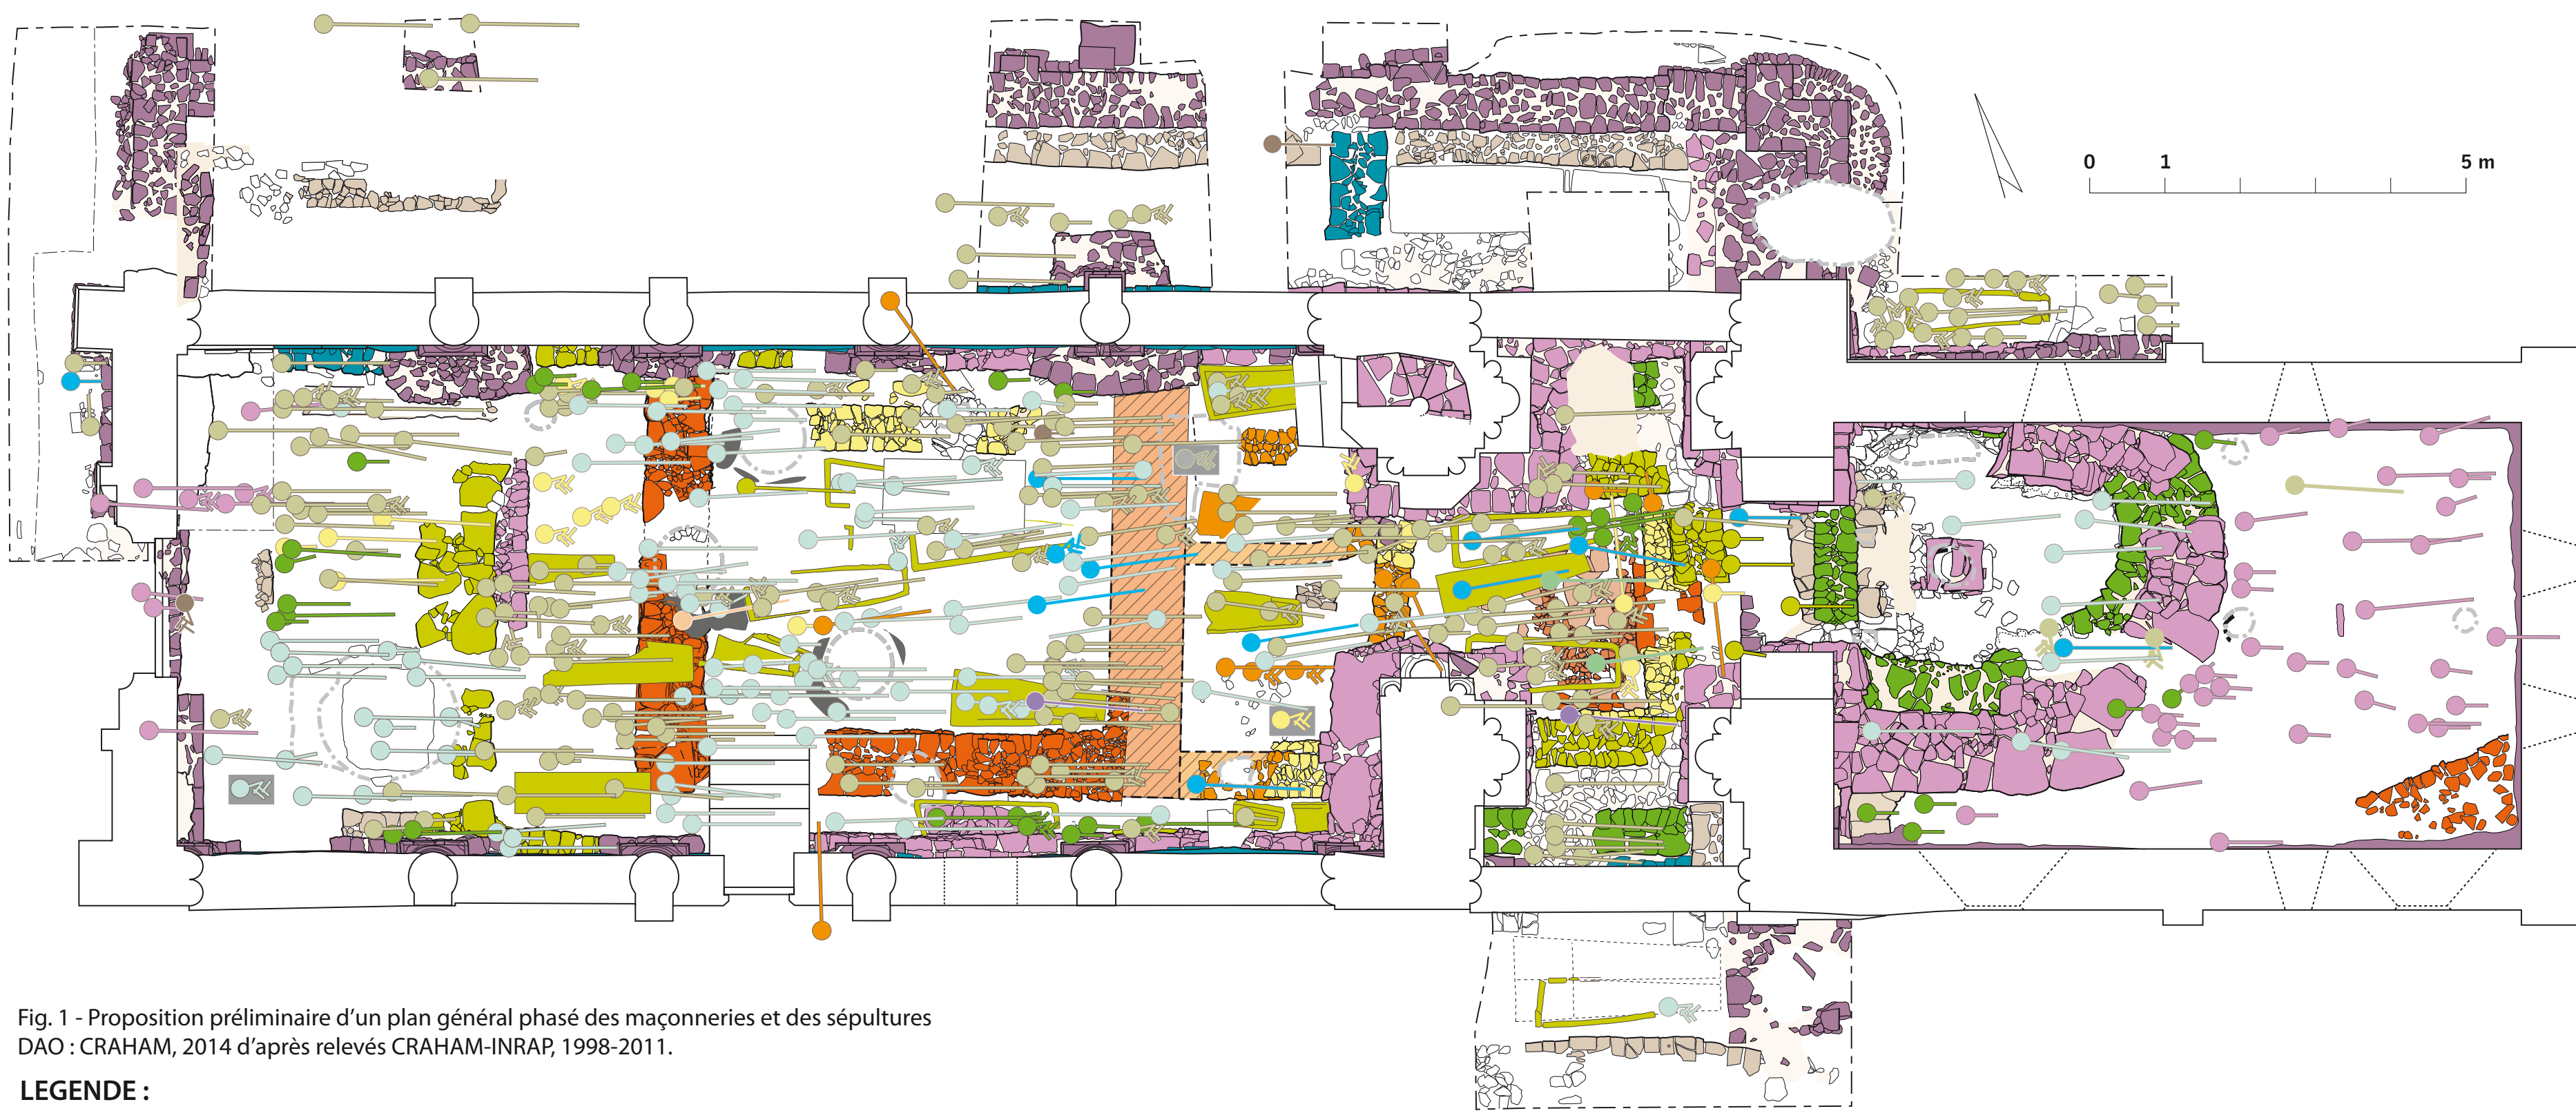 0 1 5 m
Fig. 1 - Proposition préliminaire d’un plan général phasé des maçonneries et des sépultures
DAO : CRAHAM, 2014 d’après relevés CRAHAM-INRAP, 1998-2011.
LEGENDE :